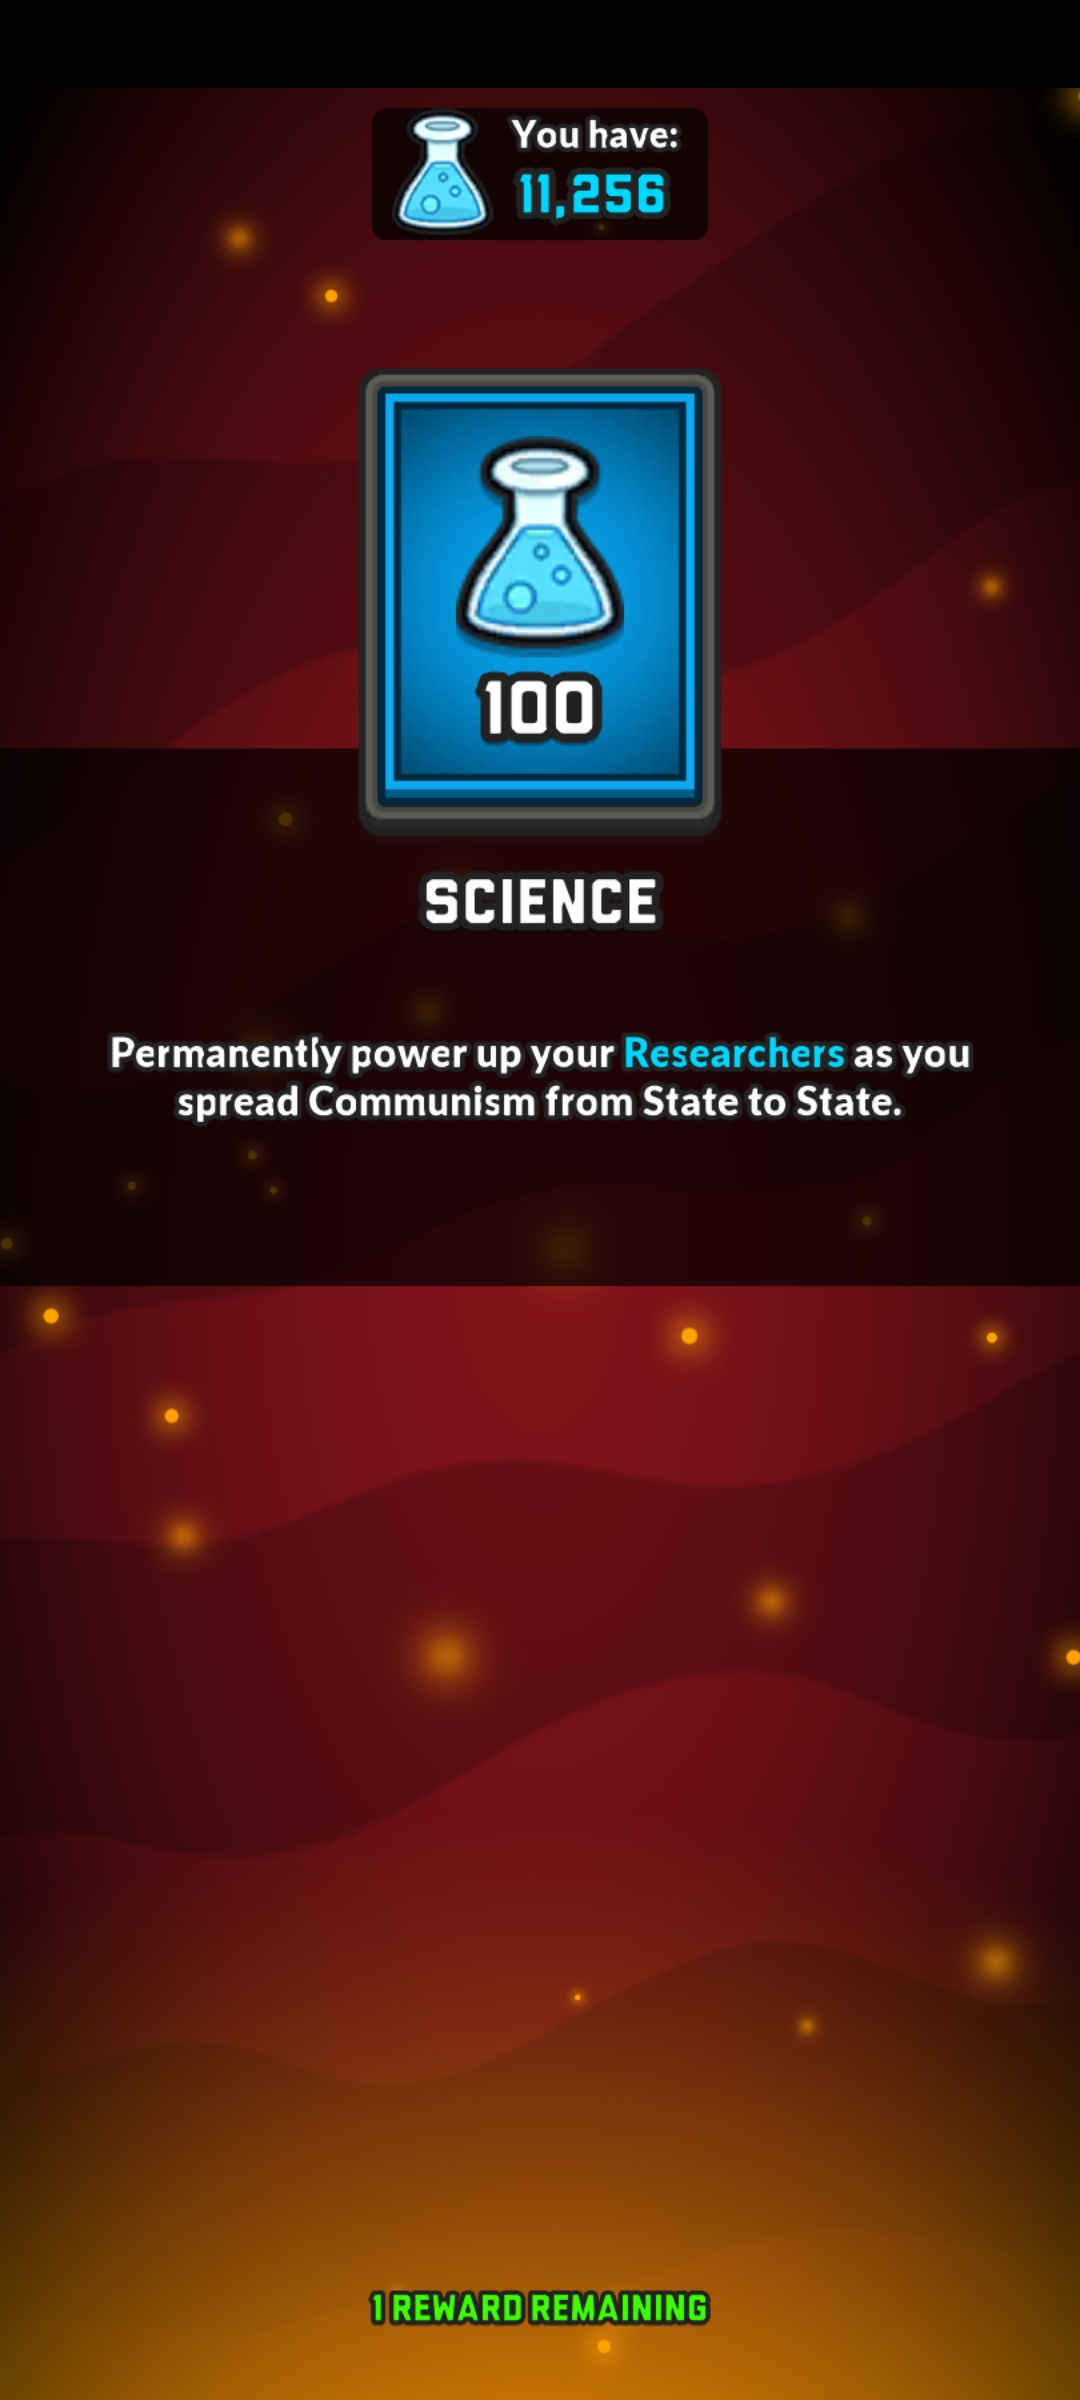 You have:
11,256
100
SCIENCE
Permanently power up your Researchers as you
spread Communism from State to State.
1 REWARD REMAINING